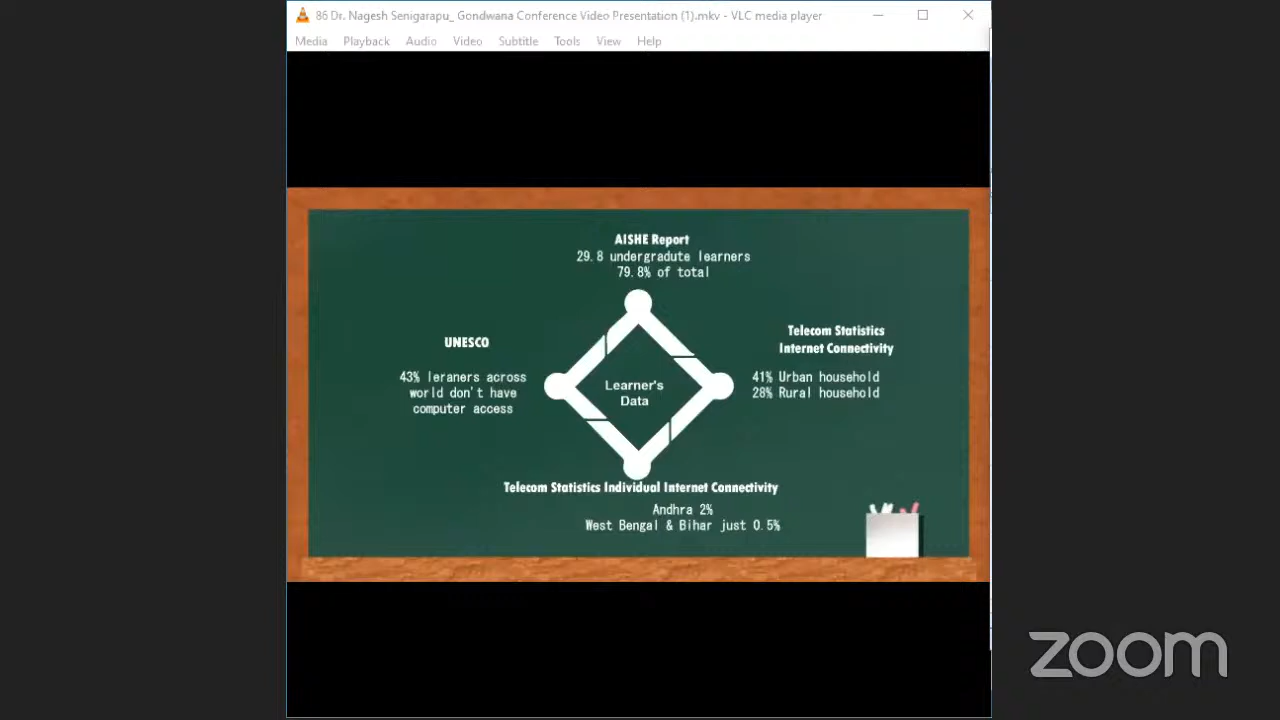 86 Dr. Nagesh Senigarapu_ Gondwana Conference Video Presentation (1).mkv - VLC media player
Media Playback Audio Video Subtitle Tools View Help
AISHE Report
29.8 undergradute learners
79.8% of total
UNESCO
43% leraners across
world don't have
computer access
Learner's
Data
Telecom Statistics
Internet Connectivity
41% Urban household
28% Rural household
Telecom Statistics Individual Internet Connectivity
Andhra 2%
West Bengal & Bihar just 0.5%
zoom